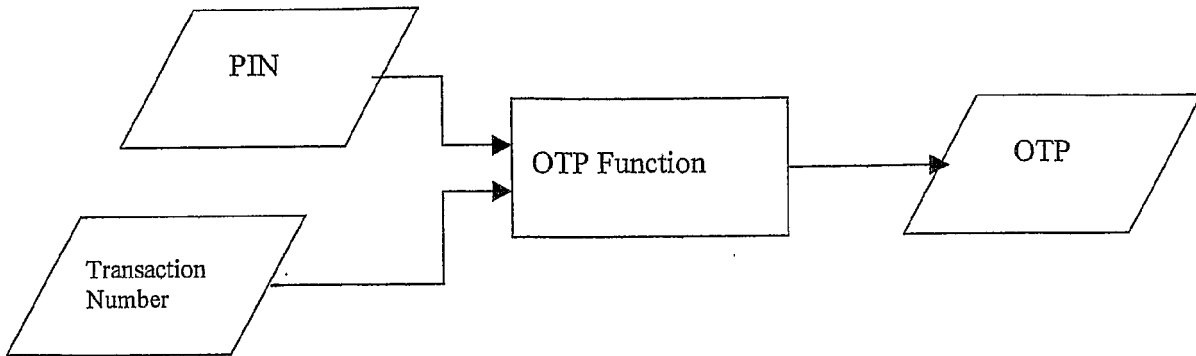 PIN
OTP Function
OTP
Transaction
Number